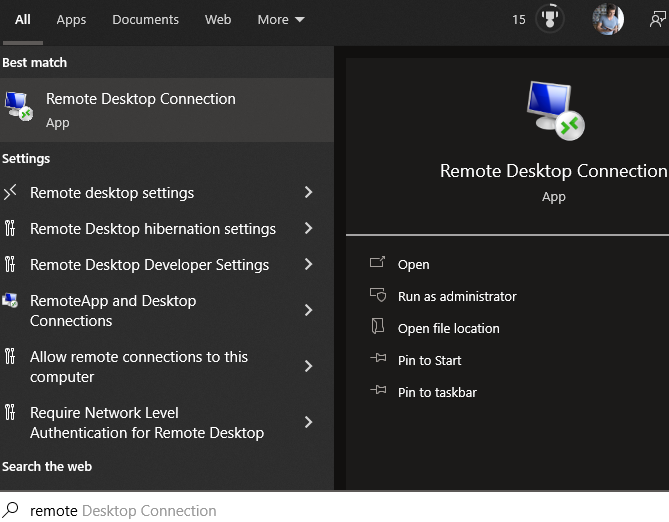 All Apps Documents Web More 15
Best match
Remote Desktop Connection
App
Settings
Remote desktop settings
Remote Desktop hibernation settings
Remote Desktop Developer Settings
RemoteApp and Desktop
Connections
Allow remote connections to this
computer
Require Network Level
Authentication for Remote Desktop
Search the web
Remote Desktop Connection
App
Open
Run as administrator
Open file location
Pin to Start
Pin to taskbar
remote Desktop Connection